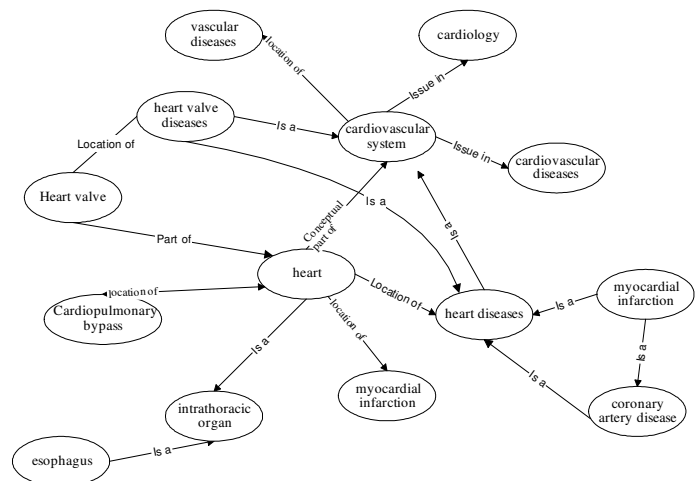 vascular
diseases
location of
cardiology
Issue in
heart valve
diseases
Is a
cardiovascular
system
Issue in
cardiovascular
diseases
Location of
Heart valve
Is a
Is a
Part of
Conceptual
part of
heart
Location of
heart diseases
Is a
myocardial
infarction
location of
Cardiopulmonary
bypass
location of
Is a
Is a
Is a
myocardial
infarction
coronary
artery disease
intrathoracic
organ
esophagus
Is a